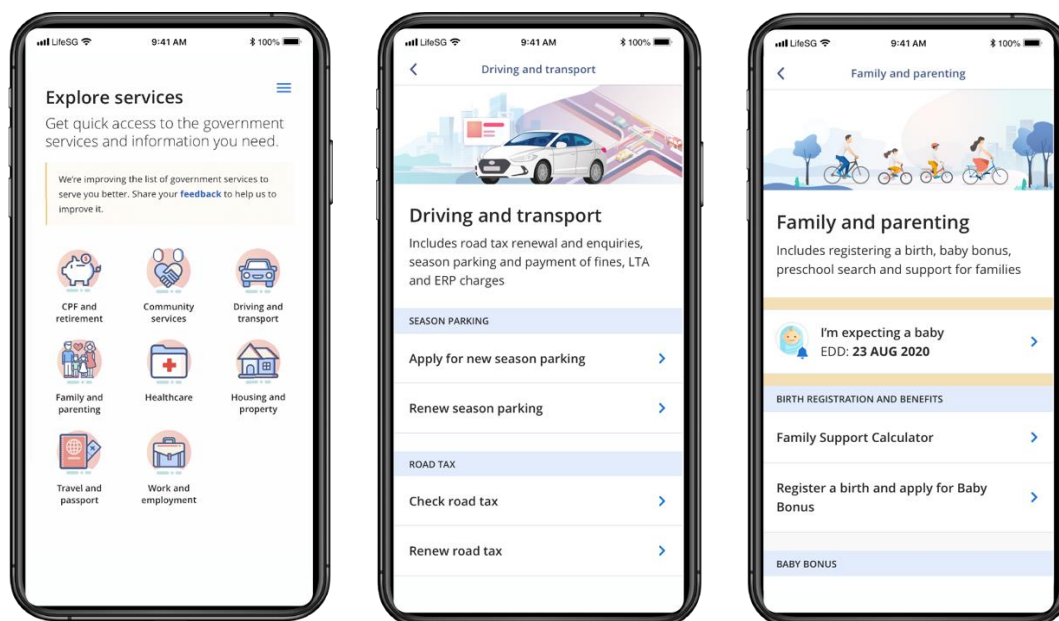 LifeSG
9:41 AM
100%
Explore services
Get quick access to the government
services and information you need.
We're improving the list of government services to
serve you better. Share your feedback to help us to
improve it.
CPF and
retirement
Community
services
Driving and
transport
Family and
parenting
Healthcare
Housing and
property
Travel and
passport
Work and
employment
LifeSG
9:41 AM
100%
Driving and transport
Driving and transport
Includes road tax renewal and enquiries,
season parking and payment of fines, LTA
and ERP charges
SEASON PARKING
Apply for new season parking
Renew season parking
ROAD TAX
Check road tax
Renew road tax
LifeSG
9:41 AM
100%
Family and parenting
Family and parenting
Includes registering a birth, baby bonus,
preschool search and support for families
I'm expecting a baby
EDD: 23 AUG 2020
BIRTH REGISTRATION AND BENEFITS
Family Support Calculator
Register a birth and apply for Baby
Bonus
BABY BONUS